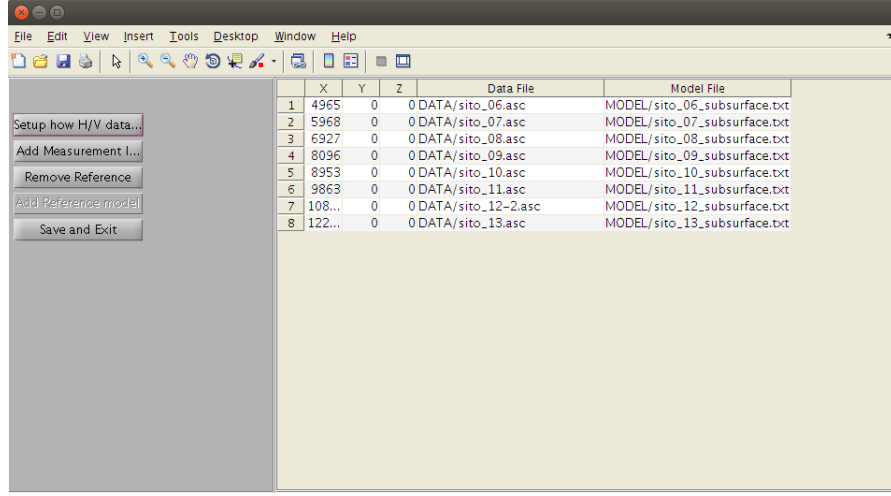 File Edit View Insert Tools Desktop Window Help
Setup how H/V data...
Add Measurement I...
Remove Reference
Add Reference model
Save and Exit
X Y Z Data File Model File
1 4965 0 0 DATA/sito_06.asc MODEL/sito_06_subsurface.txt
2 5968 0 0 DATA/sito_07.asc MODEL/sito_07_subsurface.txt
3 6927 0 0 DATA/sito_08.asc MODEL/sito_08_subsurface.txt
4 8096 0 0 DATA/sito_09.asc MODEL/sito_09_subsurface.txt
5 8953 0 0 DATA/sito_10.asc MODEL/sito_10_subsurface.txt
6 9863 0 0 DATA/sito_11.asc MODEL/sito_11_subsurface.txt
7 108... 0 0 DATA/sito_12-2.asc MODEL/sito_12_subsurface.txt
8 122... 0 0 DATA/sito_13.asc MODEL/sito_13_subsurface.txt